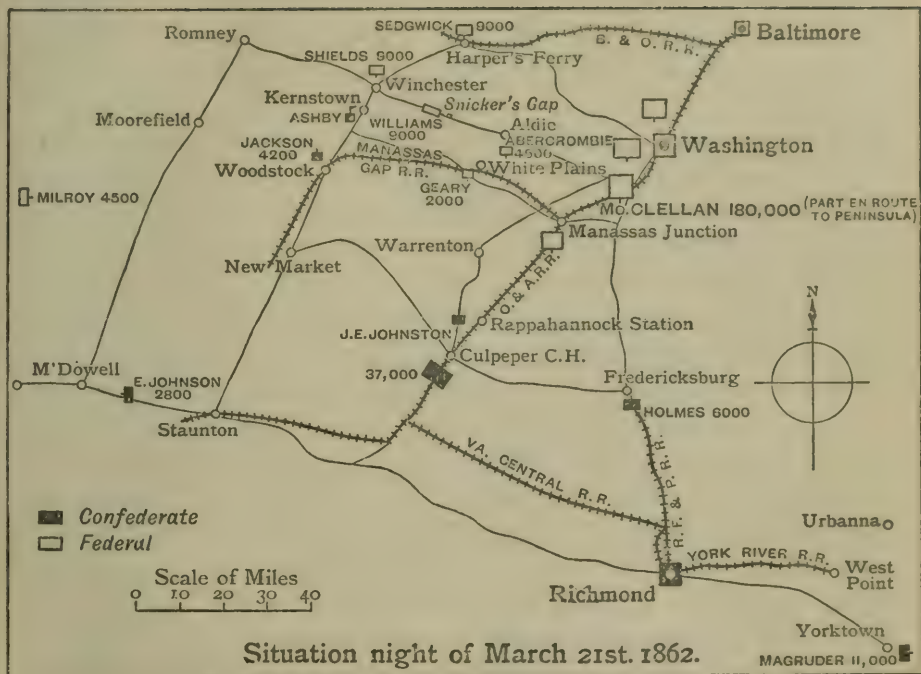 SEDGWICK 9000
Baltimore
Romney
B. & O. R. R.
SHIELDS 9000
Harper's Ferry
Winchester
Snicker's Gap
Kernstown
ASHBY
Moorefield
WILLIAMS
9000
Aldie
ABERCROMBIE
4500
Washington
JACKSON
4200
MANASSAS
GAP R.R.
White Plains
Woodstock
GEARY
2000
MILROY 4500
Mc.CLELLAN 180,000 (PART EN ROUTE
TO PENINSULA)
Manassas Junction
Warrenton
New Market
O. & A.R.R.
N
Rappahannock Station
J.E.JOHNSTON
Culpeper C.H.
37,000
M'Dowell
E.JOHNSON
2800
Fredericksburg
HOLMES 6000
Staunton
VA. CENTRAL R. R.
R. F. & P. R. R.
Confederate
Federal
Urbanna
YORK RIVER R.R.
West
Point
Scale of Miles
0 10 20 30 40
Richmond
Yorktown
MAGRUDER 11,000
Situation night of March 21st. 1862.